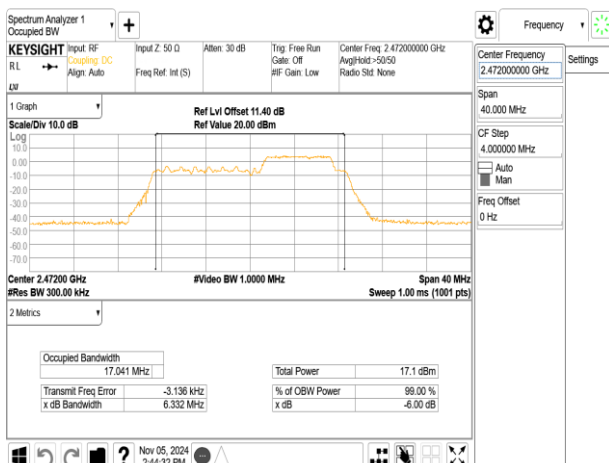 Spectrum Analyzer 1
Occupied BW
Frequency
KEYSIGHT
RL
Input: RF
Coupling: DC
Align: Auto
Input Z: 50 Ω
Freq Ref: Int (S)
Atten: 30 dB
Trig: Free Run
Gate: Off
#IF Gain: Low
Center Freq: 2.472000000 GHz
Avg|Hold:>50/50
Radio Std: None
LXI
Center Frequency
2.472000000 GHz
Settings
Span
40.000 MHz
CF Step
4.000000 MHz
Auto
Man
Freq Offset
0 Hz
1 Graph
Scale/Div 10.0 dB
Ref Lvl Offset 11.40 dB
Ref Value 20.00 dBm
Log
10.0
0.00
-10.0
-20.0
-30.0
-40.0
-50.0
-60.0
-70.0
Center 2.47200 GHz
#Video BW 1.0000 MHz
Span 40 MHz
#Res BW 300.00 kHz
Sweep 1.00 ms (1001 pts)
2 Metrics
Occupied Bandwidth
17.041 MHz
Total Power 17.1 dBm
Transmit Freq Error -3.136 kHz
% of OBW Power 99.00 %
x dB Bandwidth 6.332 MHz
x dB -6.00 dB
Nov 05, 2024
2:44:32 PM